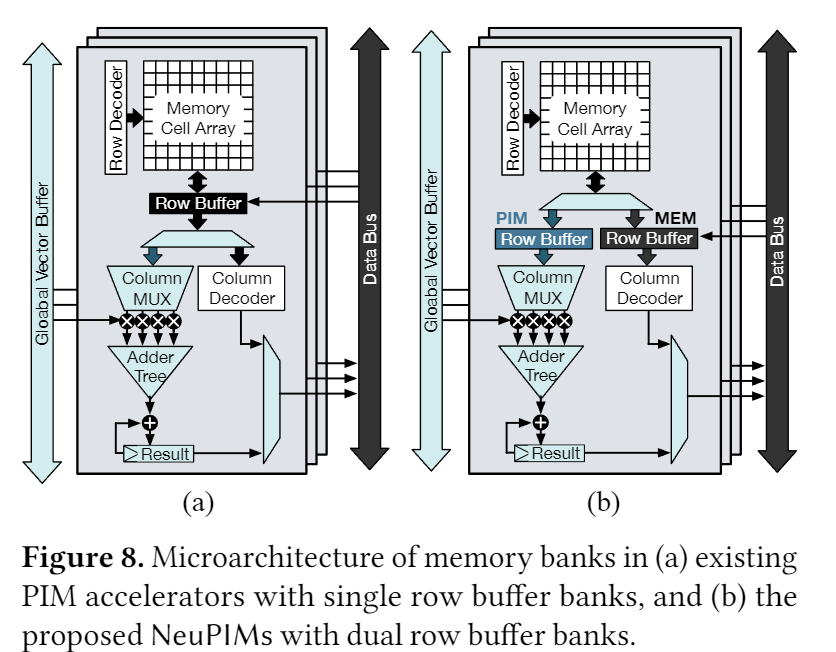 Gloabal Vector Buffer
Row Decoder
Memory
Cell Array
Row Buffer
Column
MUX
Column
Decoder
Adder
Tree
Result
Data Bus
(a)
Gloabal Vector Buffer
Row Decoder
Memory
Cell Array
PIM
MEM
Row Buffer
Row Buffer
Column
MUX
Column
Decoder
Adder
Tree
Result
Data Bus
(b)
Figure 8. Microarchitecture of memory banks in (a) existing
PIM accelerators with single row buffer banks, and (b) the
proposed NeuPIMs with dual row buffer banks.